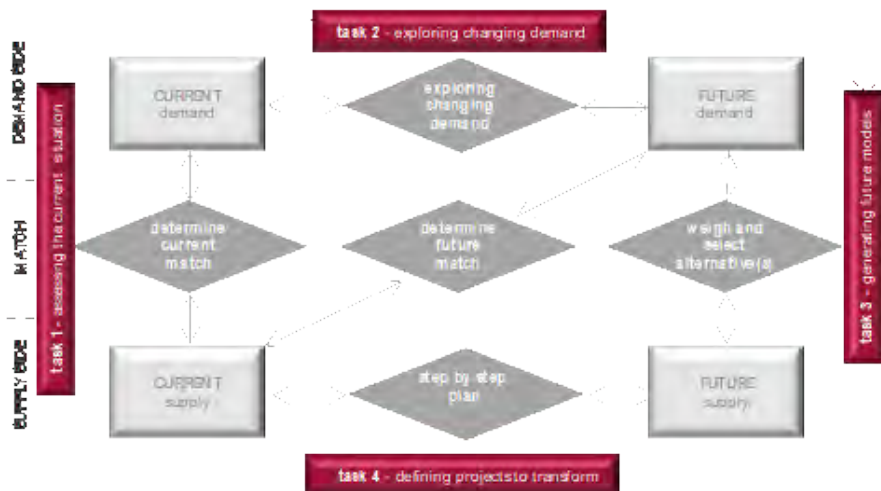 task 2 - exploring changing demand
DEMAND SIDE
CURRENT
demand
exploring
changing
demand
FUTURE
demand
task 1 - assessing the current stuation
MATCH
determine
current
match
determine
future
match
weigh and
select
alternative(s)
task 3 - generating future models
SUPPLY SIDE
CURRENT
supply
step by step
plan
FUTURE
supply
task 4 - defining projects to transform